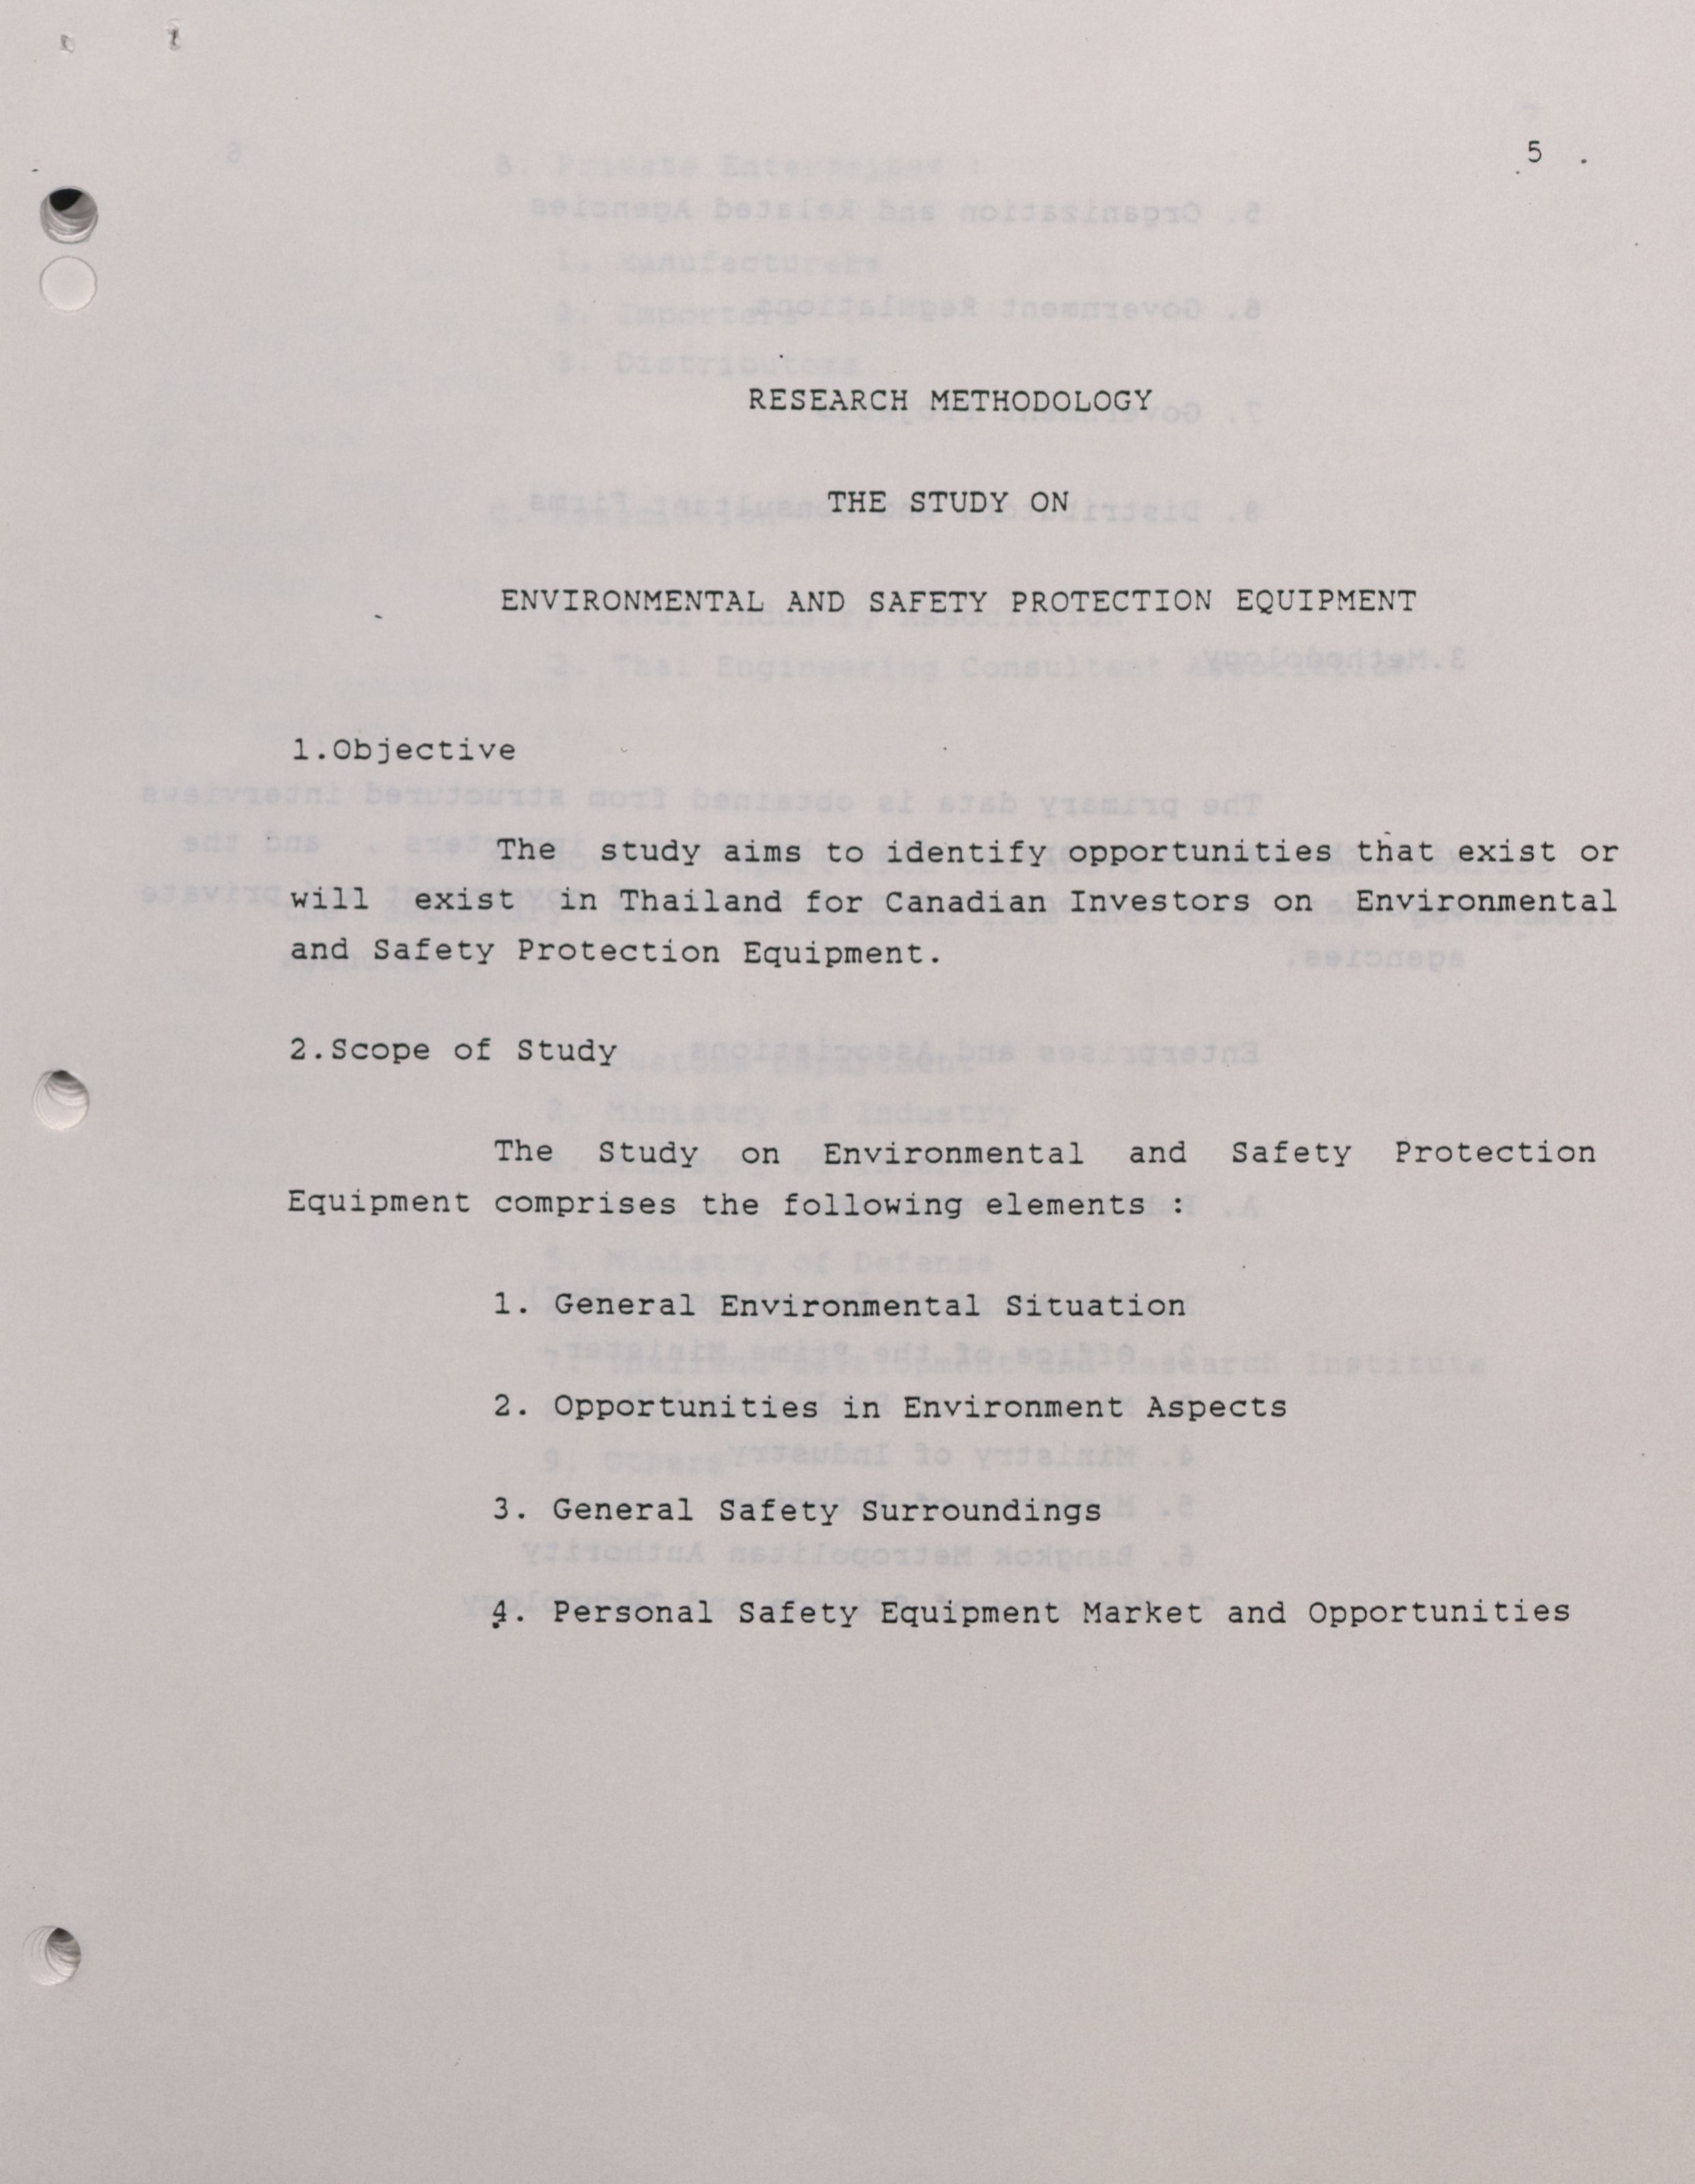 5
RESEARCH METHODOLOGY
THE STUDY ON
ENVIRONMENTAL AND SAFETY PROTECTION EQUIPMENT
1.Objective
The study aims to identify opportunities that exist or
will exist in Thailand for Canadian Investors on Environmental
and Safety Protection Equipment.
2.Scope of Study
The Study on Environmental and Safety Protection
Equipment comprises the following elements :
1. General Environmental Situation
2. Opportunities in Environment Aspects
3. General Safety Surroundings
4. Personal Safety Equipment Market and Opportunities